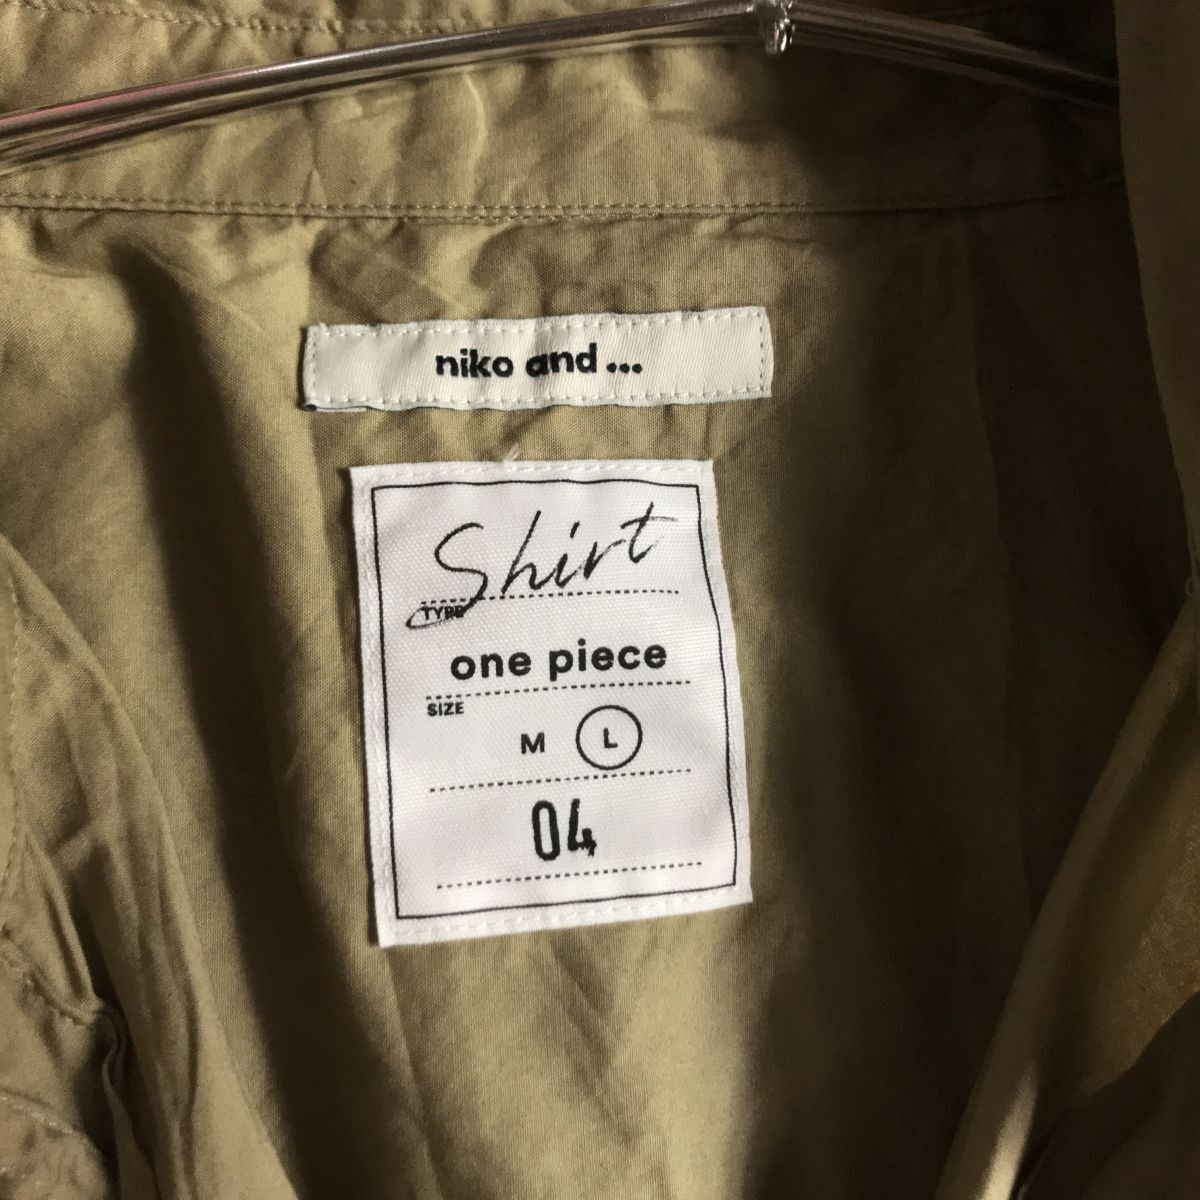 niko and ...
Shirt
TYPE
one piece
SIZE
M L
04